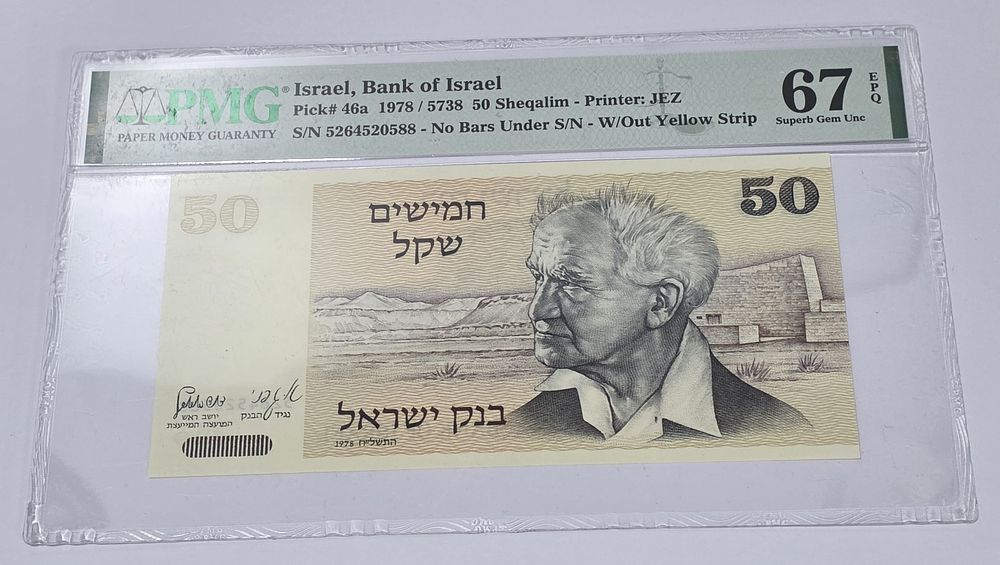 PMG®
PAPER MONEY GUARANTY
Israel, Bank of Israel
Pick# 46a 1978 / 5738 50 Sheqalim - Printer: JEZ
S/N 5264520588 - No Bars Under S/N - W/Out Yellow Strip
67 EPQ
Superb Gem Unc
50
50
חמישים
שקל
נגיד הבנק
יושב ראש
המועצה המייעצת
בנק ישראל
התשל"ח 1978